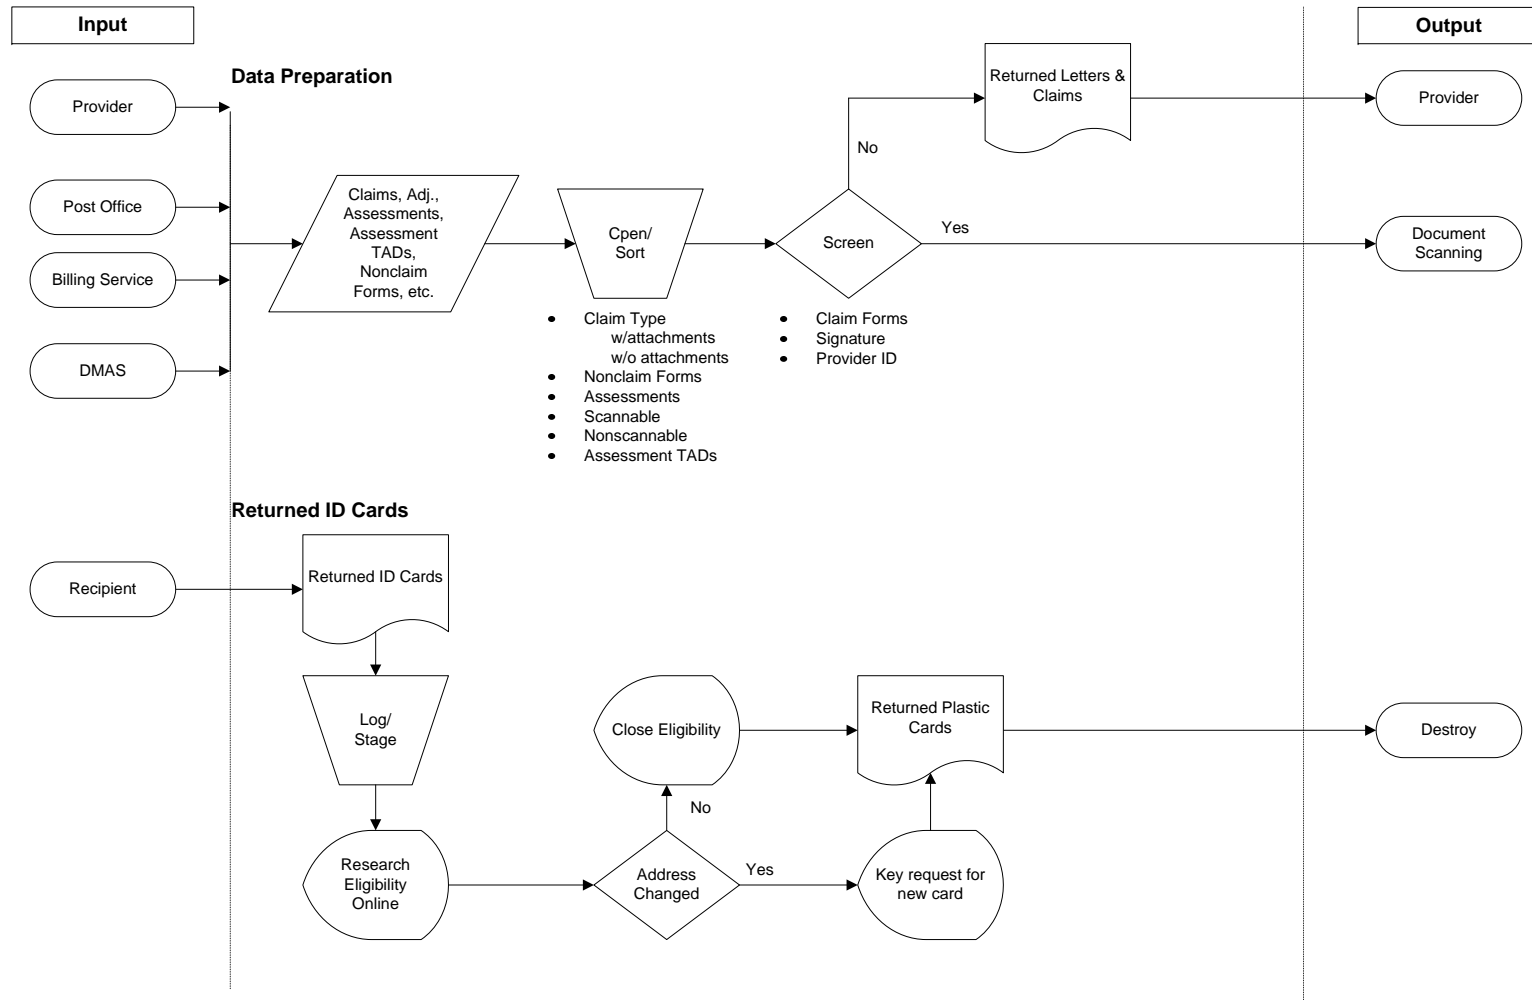 Input
Output
Data Preparation
Provider
Post Office
Billing Service
DMAS
Claims, Adj.,
Assessments,
Assessment
TADs,
Nonclaim
Forms, etc.
Cpen/
Sort
• Claim Type
w/attachments
w/o attachments
• Nonclaim Forms
• Assessments
• Scannable
• Nonscannable
• Assessment TADs
Screen
• Claim Forms
• Signature
• Provider ID
No
Yes
Returned Letters &
Claims
Provider
Document
Scanning
Returned ID Cards
Recipient
Returned ID Cards
Log/
Stage
Research
Eligibility
Online
Address
Changed
No
Yes
Close Eligibility
Key request for
new card
Returned Plastic
Cards
Destroy